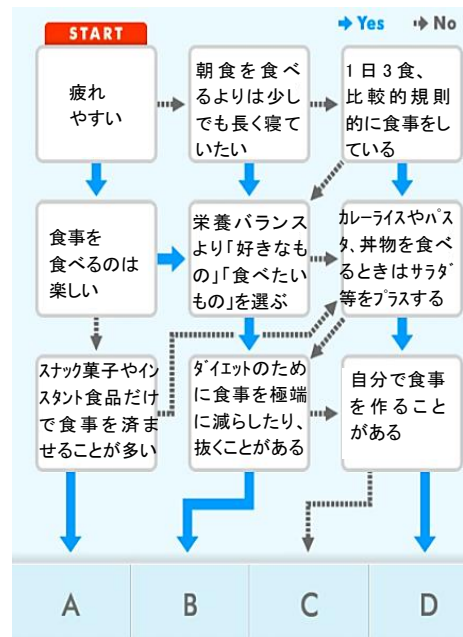 START
Yes
No
疲れ
やすい
朝食を食べ
るよりは少し
でも長く寝て
いたい
1日3食、
比較的規則
的に食事をし
ている
食事を
食べるのは
楽しい
栄養バランス
より「好きなも
の」「食べたい
もの」を選ぶ
カレーライスやパス
タ、丼物を食べ
るときはサラダ
等をプラスする
スナック菓子やイン
スタント食品だけ
で食事を済ま
せることが多い
ダイエットのため
に食事を極端
に減らしたり、
抜くことがある
自分で食事
を作ること
がある
A
B
C
D